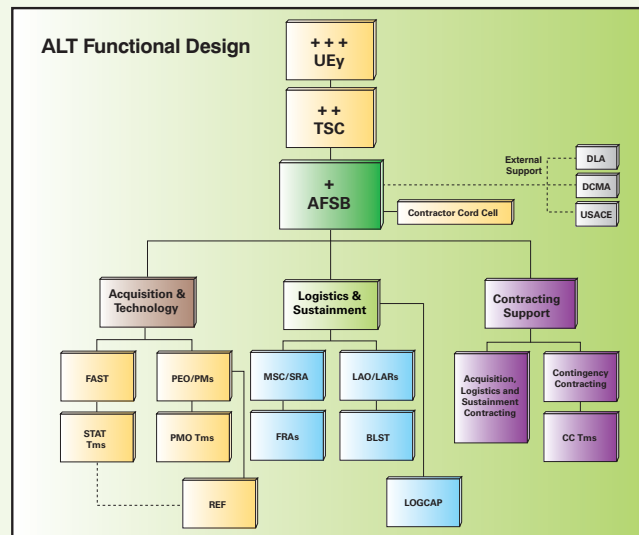 ALT Functional Design
+ + +
UEy
+ +
TSC
+
AFSB
External
Support
DLA
DCMA
USACE
Contractor Cord Cell
Acquisition &
Technology
Logistics &
Sustainment
Contracting
Support
FAST
PEO/PMs
MSC/SRA
LAO/LARs
Acquisition,
Logistics and
Sustainment
Contracting
Contingency
Contracting
STAT
Tms
PMO Tms
FRAs
BLST
CC Tms
REF
LOGCAP